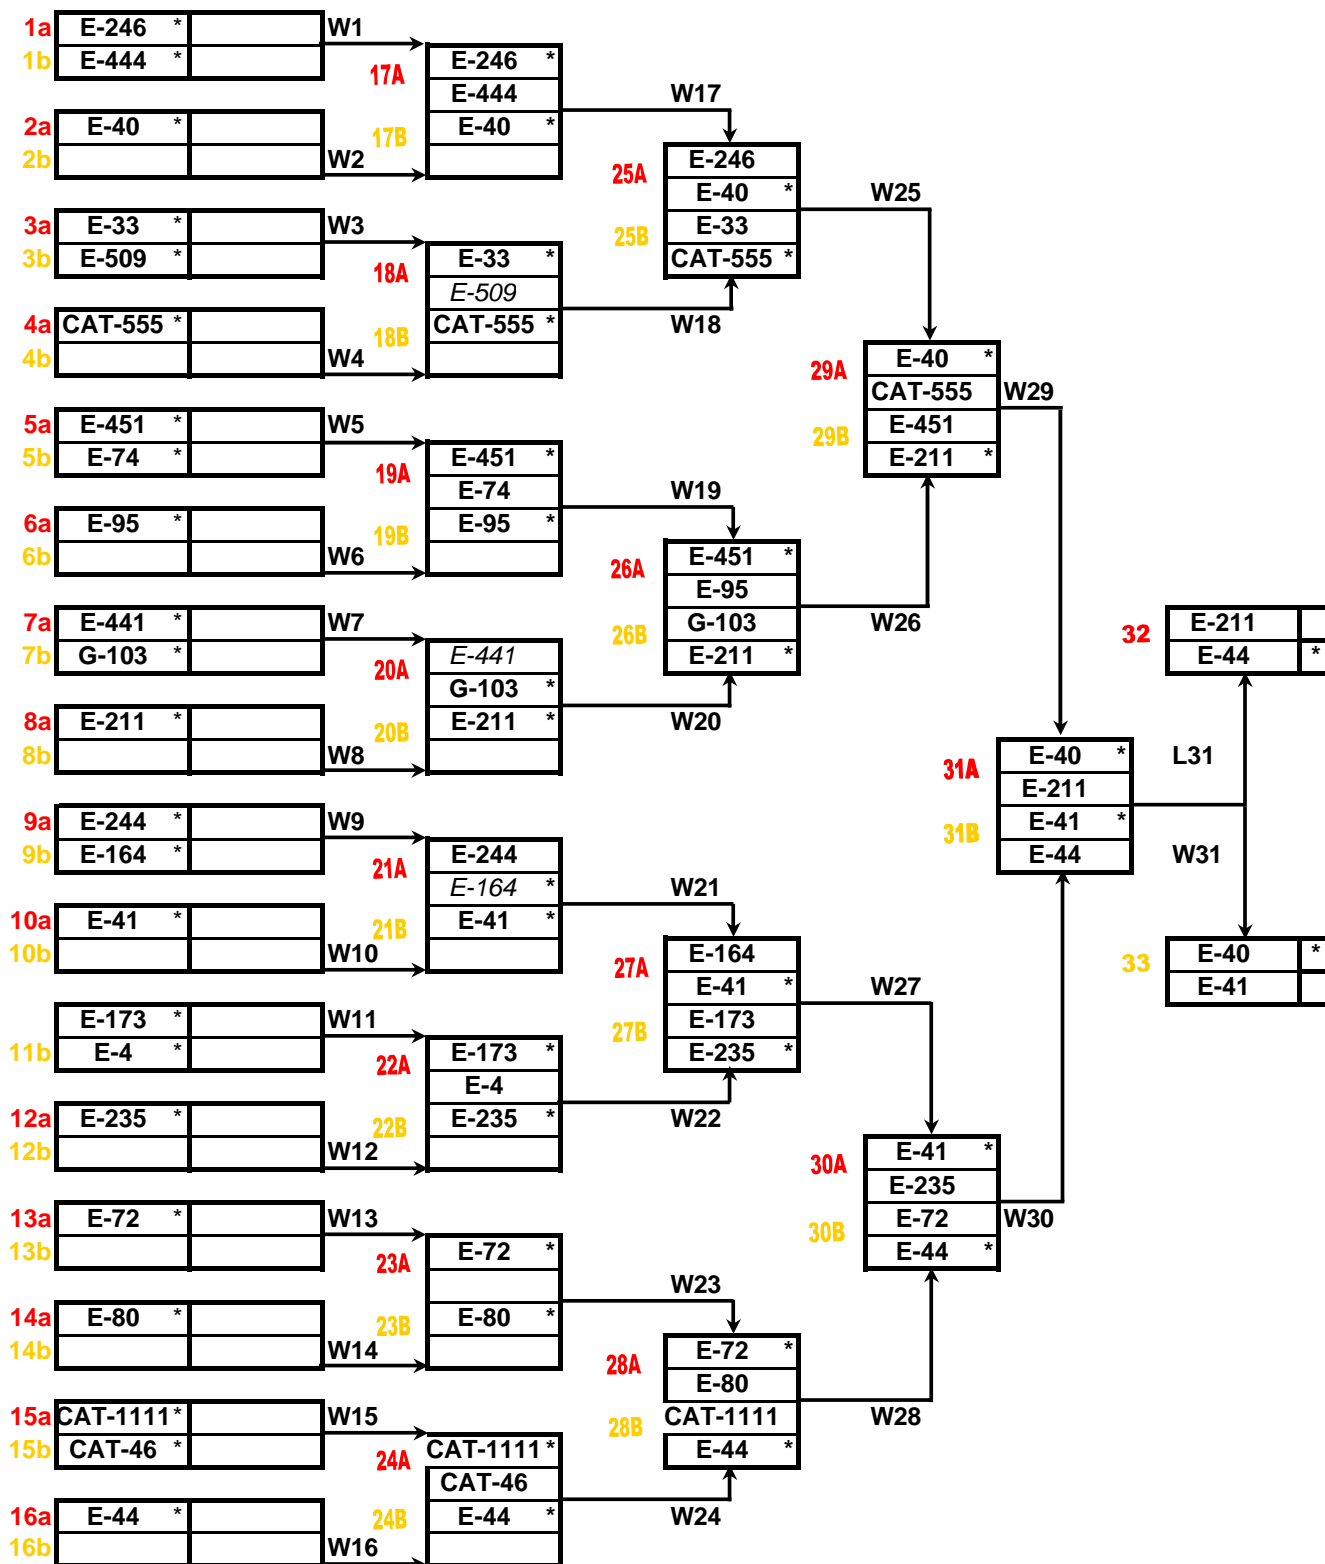 1a E-246 * W1
1b E-444 *
2a E-40 *
2b W2
3a E-33 * W3
3b E-509 *
4a CAT-555 *
4b W4
5a E-451 * W5
5b E-74 *
6a E-95 *
6b W6
7a E-441 * W7
7b G-103 *
8a E-211 *
8b W8
9a E-244 * W9
9b E-164 *
10a E-41 *
10b W10
E-173 * W11
11b E-4 *
12a E-235 *
12b W12
13a E-72 * W13
13b
14a E-80 *
14b W14
15a CAT-1111 * W15
15b CAT-46 *
16a E-44 *
16b W16
17A E-246 *
E-444
17B E-40 *
W17
18A E-33 *
E-509
18B CAT-555 *
W18
19A E-451 *
E-74
19B E-95 *
W19
20A E-441
G-103 *
20B E-211 *
W20
21A E-244
E-164 *
21B E-41 *
W21
22A E-173 *
E-4
22B E-235 *
W22
23A E-72 *
23B E-80 *
W23
24A CAT-1111 *
CAT-46
24B E-44 *
W24
25A E-246
E-40 *
25B E-33
CAT-555 *
W25
26A E-451 *
E-95
26B G-103
E-211 *
W26
27A E-164
E-41 *
27B E-173
E-235 *
W27
28A E-72 *
E-80
28B CAT-1111
E-44 *
W28
29A E-40 *
CAT-555 W29
29B E-451
E-211 *
30A E-41 *
E-235
30B E-72 W30
E-44 *
31A E-40 *
E-211
31B E-41 *
E-44
L31
W31
32 E-211
E-44 *
33 E-40 *
E-41